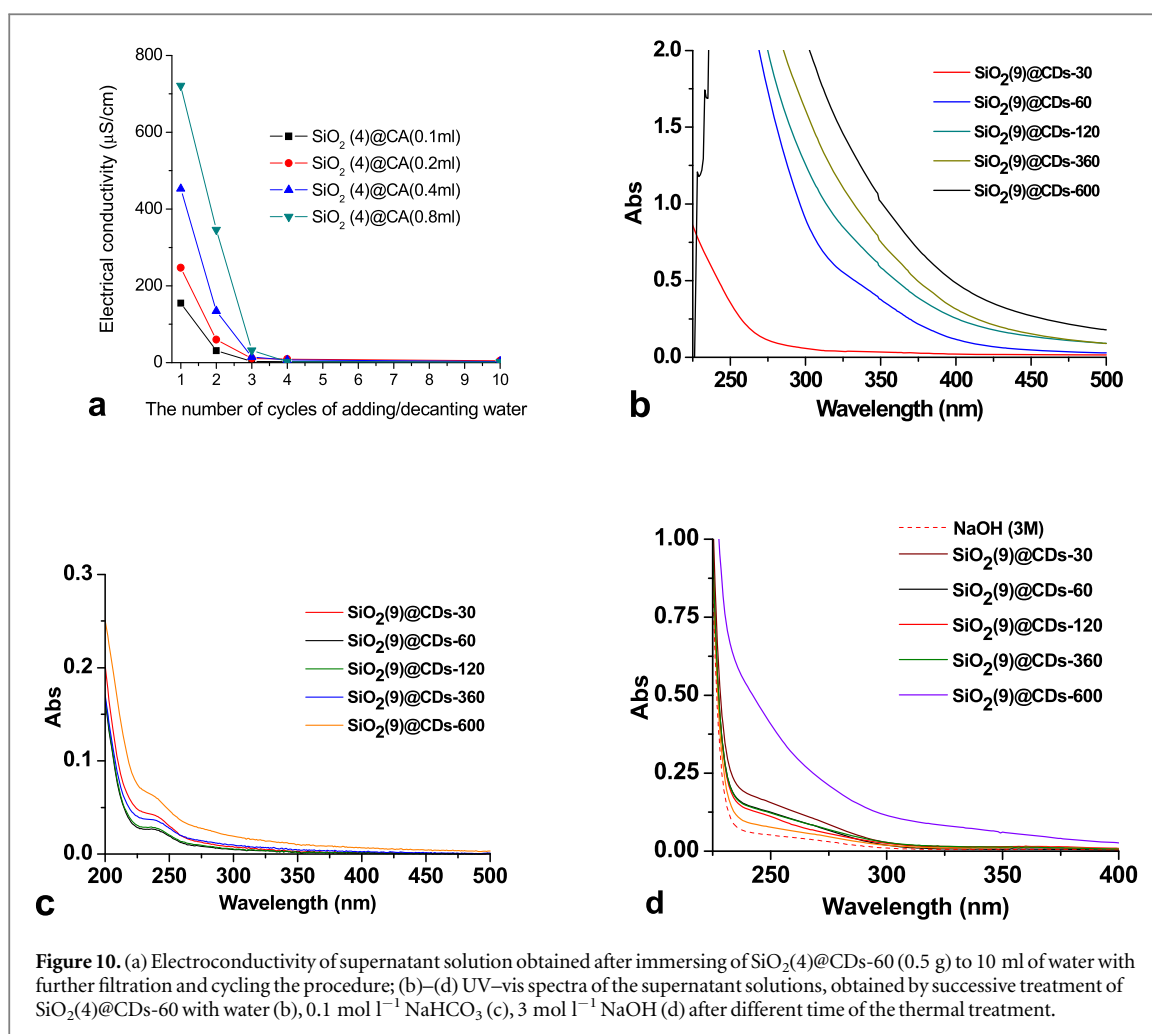 800
600
400
200
0
Electrical conductivity (µS/cm)
SiO2 (4)@CA(0.1ml)
SiO2 (4)@CA(0.2ml)
SiO2 (4)@CA(0.4ml)
SiO2 (4)@CA(0.8ml)
1 2 3 4 5 6 7 8 9 10
The number of cycles of adding/decanting water
a
2.0
1.5
1.0
0.5
0.0
Abs
SiO2(9)@CDs-30
SiO2(9)@CDs-60
SiO2(9)@CDs-120
SiO2(9)@CDs-360
SiO2(9)@CDs-600
250 300 350 400 450 500
Wavelength (nm)
b
0.3
0.2
0.1
0.0
Abs
SiO2(9)@CDs-30
SiO2(9)@CDs-60
SiO2(9)@CDs-120
SiO2(9)@CDs-360
SiO2(9)@CDs-600
200 250 300 350 400 450 500
Wavelength (nm)
c
1.00
0.75
0.50
0.25
0.00
Abs
NaOH (3M)
SiO2(9)@CDs-30
SiO2(9)@CDs-60
SiO2(9)@CDs-120
SiO2(9)@CDs-360
SiO2(9)@CDs-600
250 300 350 400
Wavelength (nm)
d
Figure 10. (a) Electroconductivity of supernatant solution obtained after immersing of SiO2(4)@CDs-60 (0.5 g) to 10 ml of water with
further filtration and cycling the procedure; (b)–(d) UV–vis spectra of the supernatant solutions, obtained by successive treatment of
SiO2(4)@CDs-60 with water (b), 0.1 mol l−1 NaHCO3 (c), 3 mol l−1 NaOH (d) after different time of the thermal treatment.